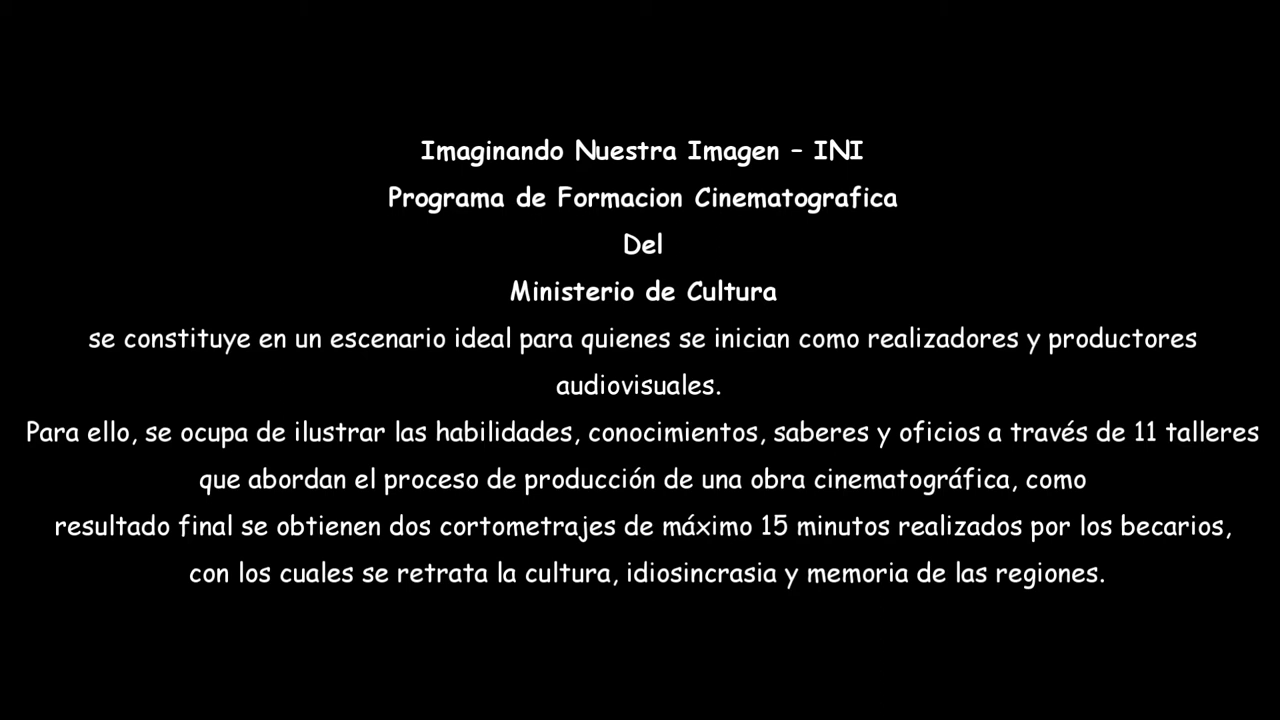 Imaginando Nuestra Imagen – INI
Programa de Formacion Cinematografica
Del
Ministerio de Cultura
se constituye en un escenario ideal para quienes se inician como realizadores y productores
audiovisuales.
Para ello, se ocupa de ilustrar las habilidades, conocimientos, saberes y oficios a través de 11 talleres
que abordan el proceso de producción de una obra cinematográfica, como
resultado final se obtienen dos cortometrajes de máximo 15 minutos realizados por los becarios,
con los cuales se retrata la cultura, idiosincrasia y memoria de las regiones.